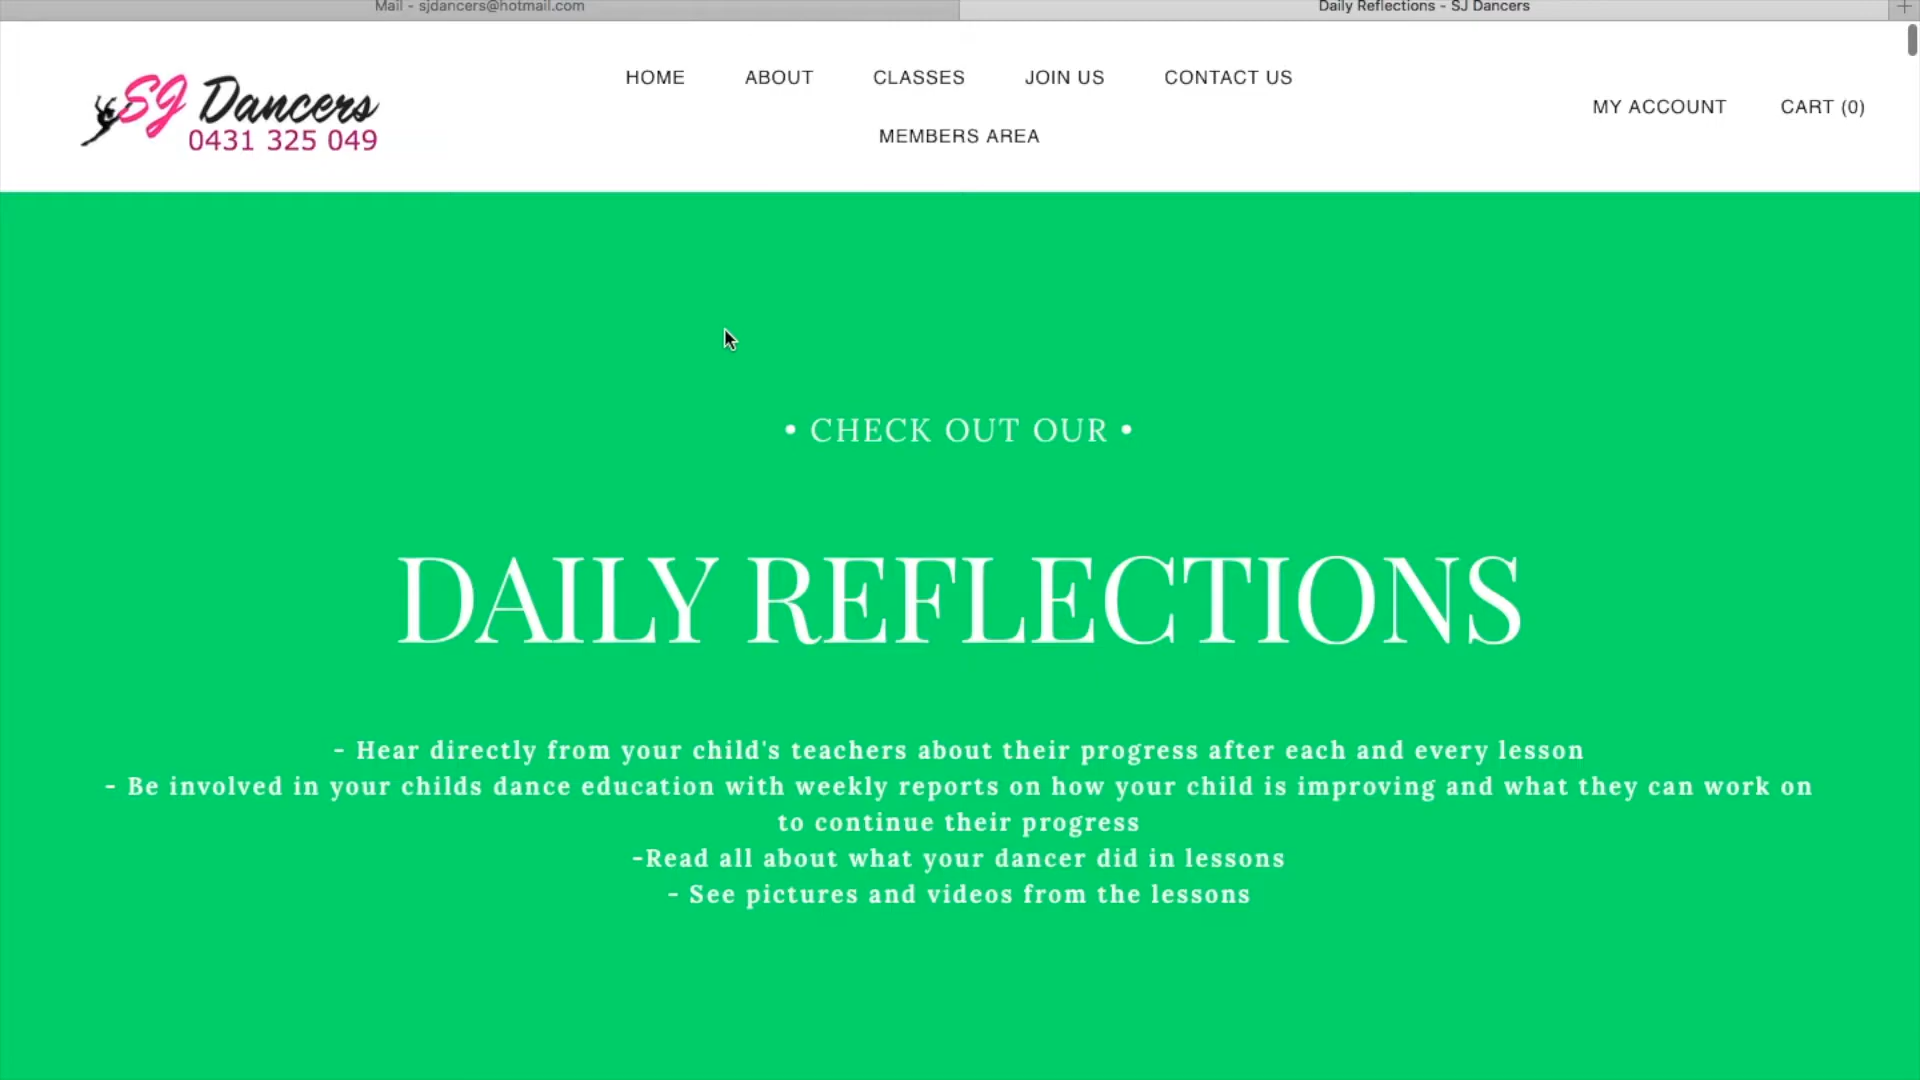 Mail - sjdancers@hotmail.com
Daily Reflections - SJ Dancers
SJ Dancers
0431 325 049
HOME
ABOUT
CLASSES
JOIN US
CONTACT US
MEMBERS AREA
MY ACCOUNT
CART (0)
• CHECK OUT OUR •
DAILY REFLECTIONS
- Hear directly from your child's teachers about their progress after each and every lesson
- Be involved in your childs dance education with weekly reports on how your child is improving and what they can work on
to continue their progress
-Read all about what your dancer did in lessons
- See pictures and videos from the lessons